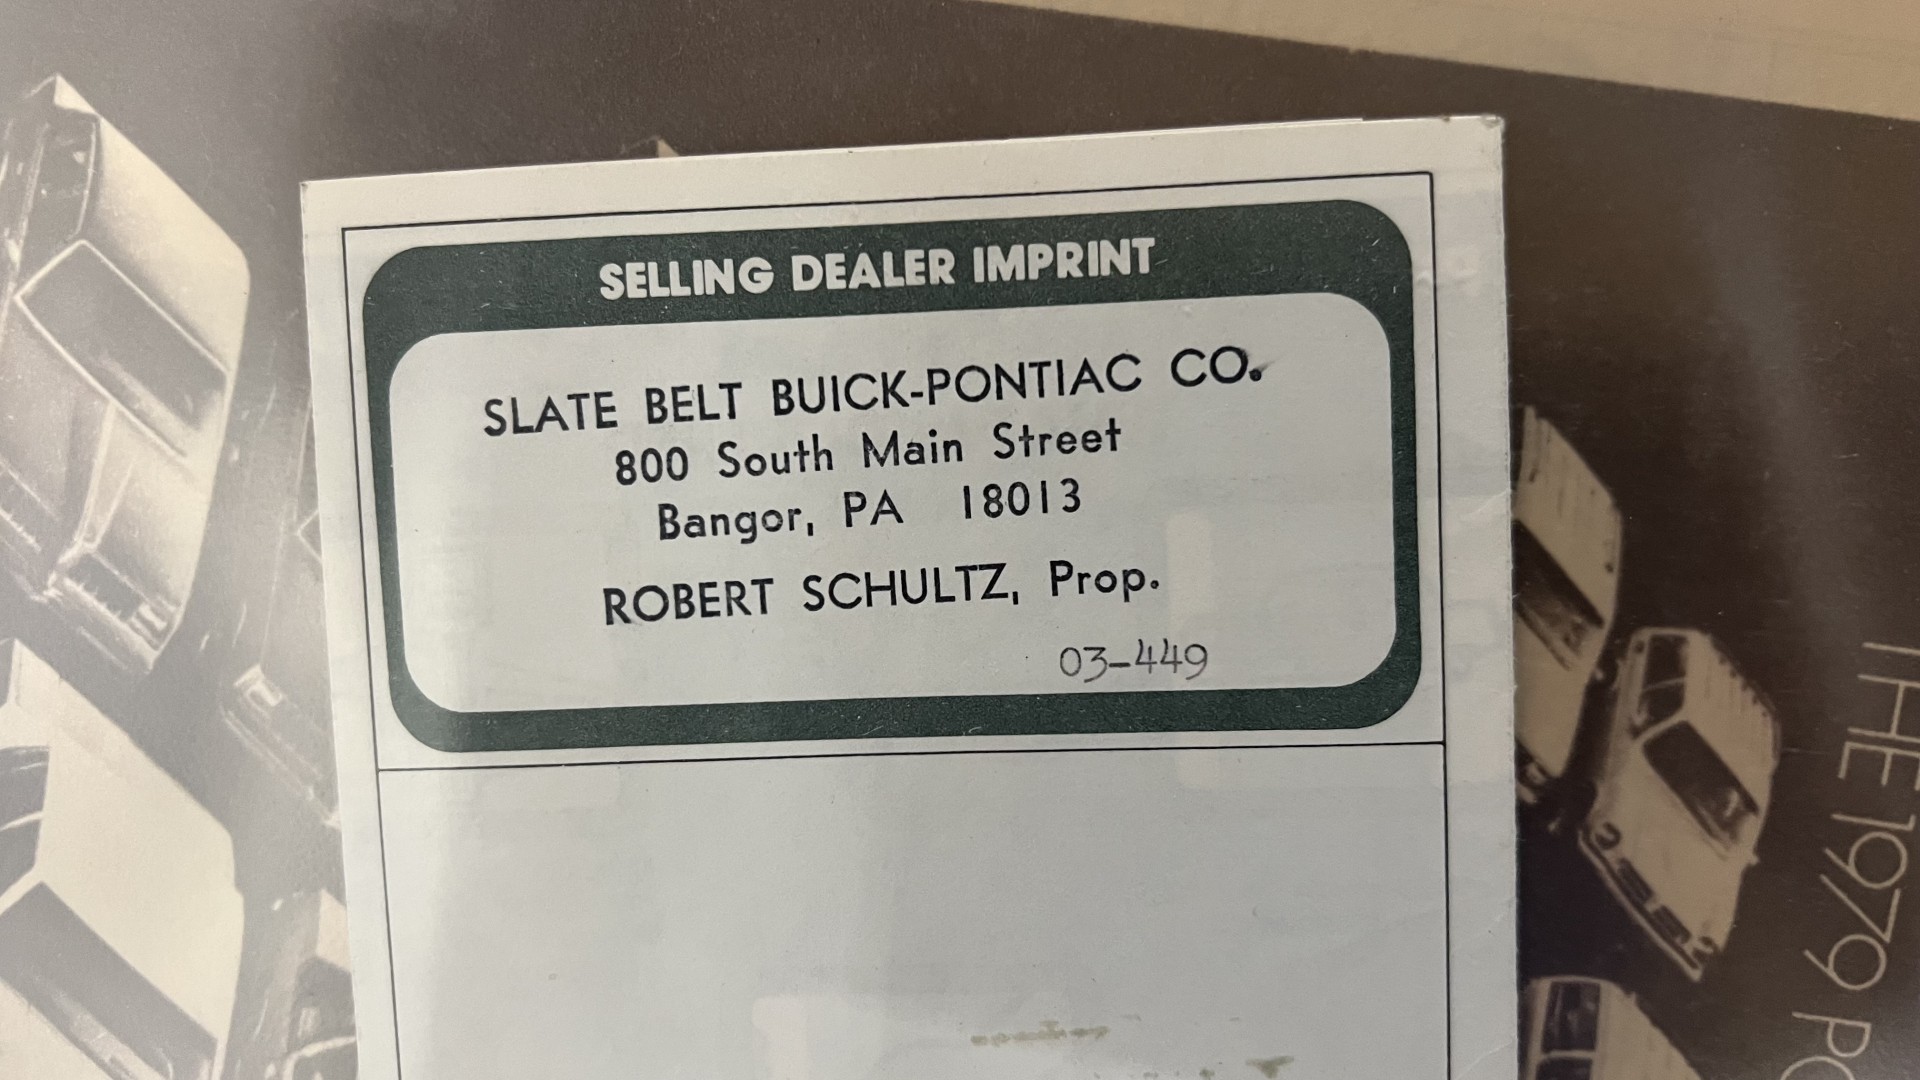 SELLING DEALER IMPRINT
SLATE BELT BUICK-PONTIAC CO.
800 South Main Street
Bangor, PA 18013
ROBERT SCHULTZ, Prop.
03-449
THE 1979 PO